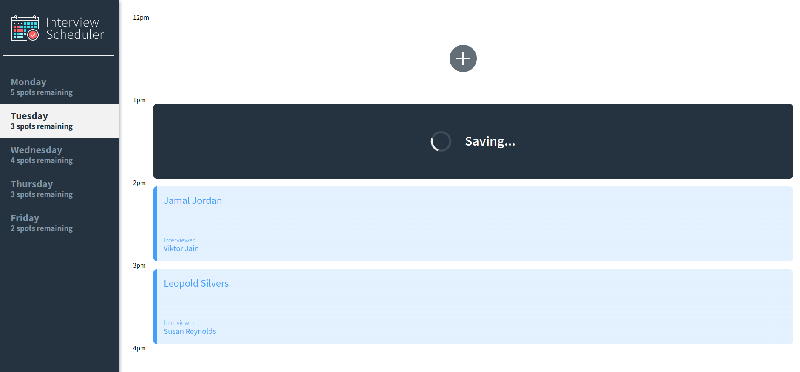 Interview
Scheduler
Monday
5 spots remaining
Tuesday
3 spots remaining
Wednesday
4 spots remaining
Thursday
3 spots remaining
Friday
2 spots remaining
12pm
1pm
Saving...
2pm
Jamal Jordan
Interviewer
Viktor Jain
3pm
Leopold Silvers
Interviewer
Susan Reynolds
4pm